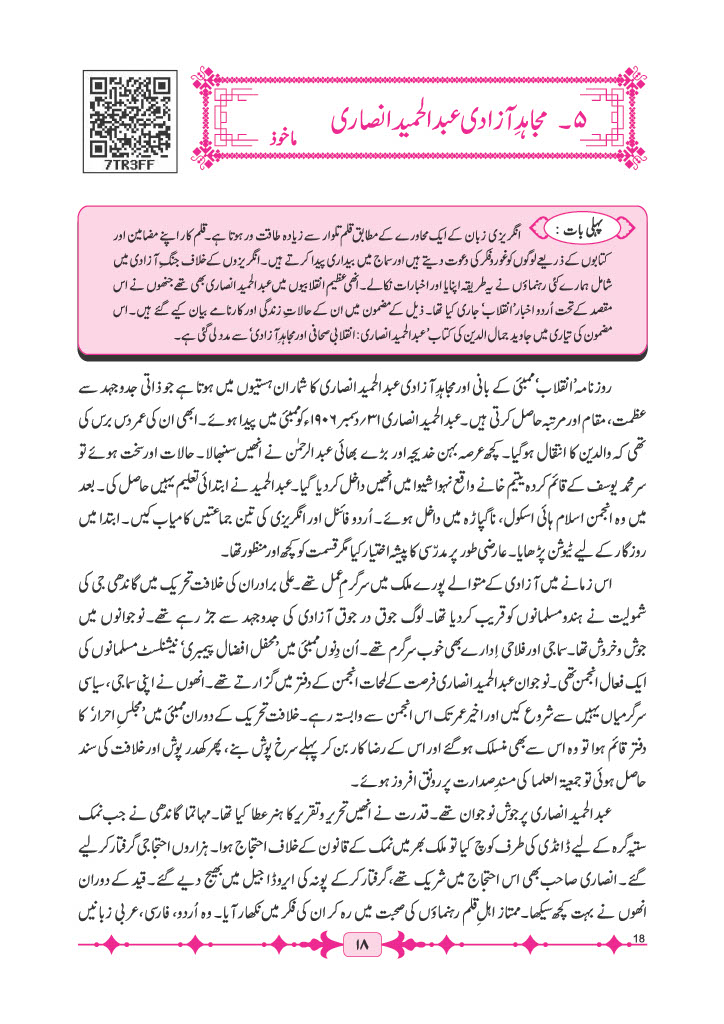 7TR3FF
۵۔ مجاہدِ آزادی عبدالحمید انصاری
ماخوذ
پہلی بات : انگریزی زبان کے ایک محاورے کے مطابق قلم تلوار سے زیادہ طاقت ور ہوتا ہے۔ قلم کار اپنے مضامین اور
کتابوں کے ذریعے لوگوں کو غور و فکر کی دعوت دیتے ہیں اور سماج میں بیداری پیدا کرتے ہیں۔ انگریزوں کے خلاف جنگِ آزادی میں
شامل ہمارے کئی رہنماؤں نے یہ طریقہ اپنایا اور اخبارات نکالے۔ انھی عظیم انقلابیوں میں عبدالحمید انصاری بھی تھے جنھوں نے اس
مقصد کے تحت اُردو اخبار ’انقلاب‘ جاری کیا تھا۔ ذیل کے مضمون میں ان کے حالاتِ زندگی اور کارنامے بیان کیے گئے ہیں۔ اس
مضمون کی تیاری میں جاوید جمال الدین کی کتاب ’عبدالحمید انصاری: انقلابی صحافی اور مجاہدِ آزادی‘ سے مدد لی گئی ہے۔
روزنامہ ’انقلاب‘ ممبئی کے بانی اور مجاہدِ آزادی عبدالحمید انصاری کا شمار ان ہستیوں میں ہوتا ہے جو ذاتی جدوجہد سے
عظمت، مقام اور مرتبہ حاصل کرتی ہیں۔ عبدالحمید انصاری ۳۱؍دسمبر ۱۹۰۶ء کو ممبئی میں پیدا ہوئے۔ ابھی ان کی عمر دس برس کی
تھی کہ والدین کا انتقال ہو گیا۔ کچھ عرصہ بہن خدیجہ اور بڑے بھائی عبدالرحمٰن نے انھیں سنبھالا۔ حالات اور سخت ہوئے تو
سر محمد یوسف کے قائم کردہ یتیم خانے واقع نہوا شیوا میں انھیں داخل کردیا گیا۔ عبدالحمید نے ابتدائی تعلیم یہیں حاصل کی۔ بعد
میں وہ انجمن اسلام ہائی اسکول، ناگپاڑہ میں داخل ہوئے۔ اُردو فائنل اور انگریزی کی تین جماعتیں کامیاب کیں۔ ابتدا میں
روزگار کے لیے ٹیوشن پڑھایا۔ عارضی طور پر مدرّسی کا پیشہ اختیار کیا مگر قسمت کو کچھ اور منظور تھا۔
اس زمانے میں آزادی کے متوالے پورے ملک میں سرگرمِ عمل تھے۔ علی برادران کی خلافت تحریک میں گاندھی جی کی
شمولیت نے ہندو مسلمانوں کو قریب کردیا تھا۔ لوگ جوق در جوق آزادی کی جدوجہد سے جڑ رہے تھے۔ نوجوانوں میں
جوش و خروش تھا۔ سماجی اور فلاحی اِدارے بھی خوب سرگرم تھے۔ اُن دِنوں ممبئی میں ’محفل افضال پیمبری‘ نیشنلسٹ مسلمانوں کی
ایک فعال انجمن تھی۔ نوجوان عبدالحمید انصاری فرصت کے لمحات انجمن کے دفتر میں گزارتے تھے۔ انھوں نے اپنی سماجی، سیاسی
سرگرمیاں یہیں سے شروع کیں اور اخیر عمر تک اس انجمن سے وابستہ رہے۔ خلافت تحریک کے دوران ممبئی میں ’مجلسِ احرار‘ کا
دفتر قائم ہوا تو وہ اس سے بھی منسلک ہو گئے اور اس کے رضا کار بن کر پہلے سرخ پوش بنے، پھر کھدر پوش اور خلافت کی سند
حاصل ہوئی تو جمعیۃ العلما کی مسندِ صدارت پر رونق افروز ہوئے۔
عبدالحمید انصاری پرجوش نوجوان تھے۔ قدرت نے انھیں تحریر و تقریر کا ہنر عطا کیا تھا۔ مہاتما گاندھی نے جب نمک
ستیہ گرہ کے لیے ڈانڈی کی طرف کوچ کیا تو ملک بھر میں نمک کے قانون کے خلاف احتجاج ہوا۔ ہزاروں احتجاجی گرفتار کر لیے
گئے۔ انصاری صاحب بھی اس احتجاج میں شریک تھے، گرفتار کرکے پونہ کی ایروڈا جیل میں بھیج دیے گئے۔ قید کے دوران
انھوں نے بہت کچھ سیکھا۔ ممتاز اہلِ قلم رہنماؤں کی صحبت میں رہ کر ان کی فکر میں نکھار آیا۔ وہ اُردو، فارسی، عربی زبانیں
۱۸
18